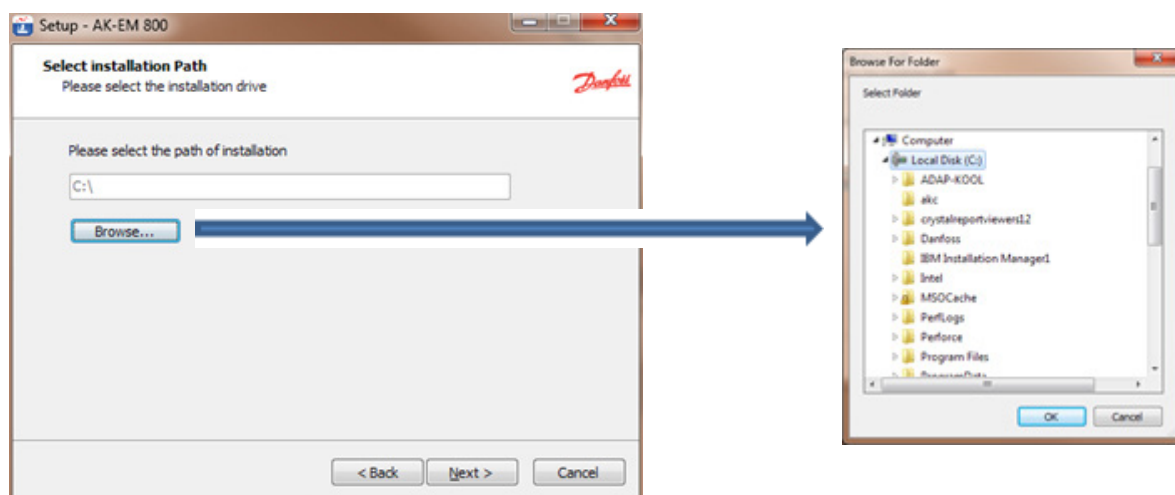 Setup - AK-EM 800
Select installation Path
Please select the installation drive
Danfoss
Please select the path of installation
C:\
Browse...
< Back
Next >
Cancel
Browse For Folder
Select Folder
Computer
Local Disk (C:)
ADAP-KOOL
akc
crystalreportviewers12
Danfoss
IBM Installation Manager1
Intel
MSOCache
PerfLogs
Perforce
Program Files
ProgramData
OK
Cancel